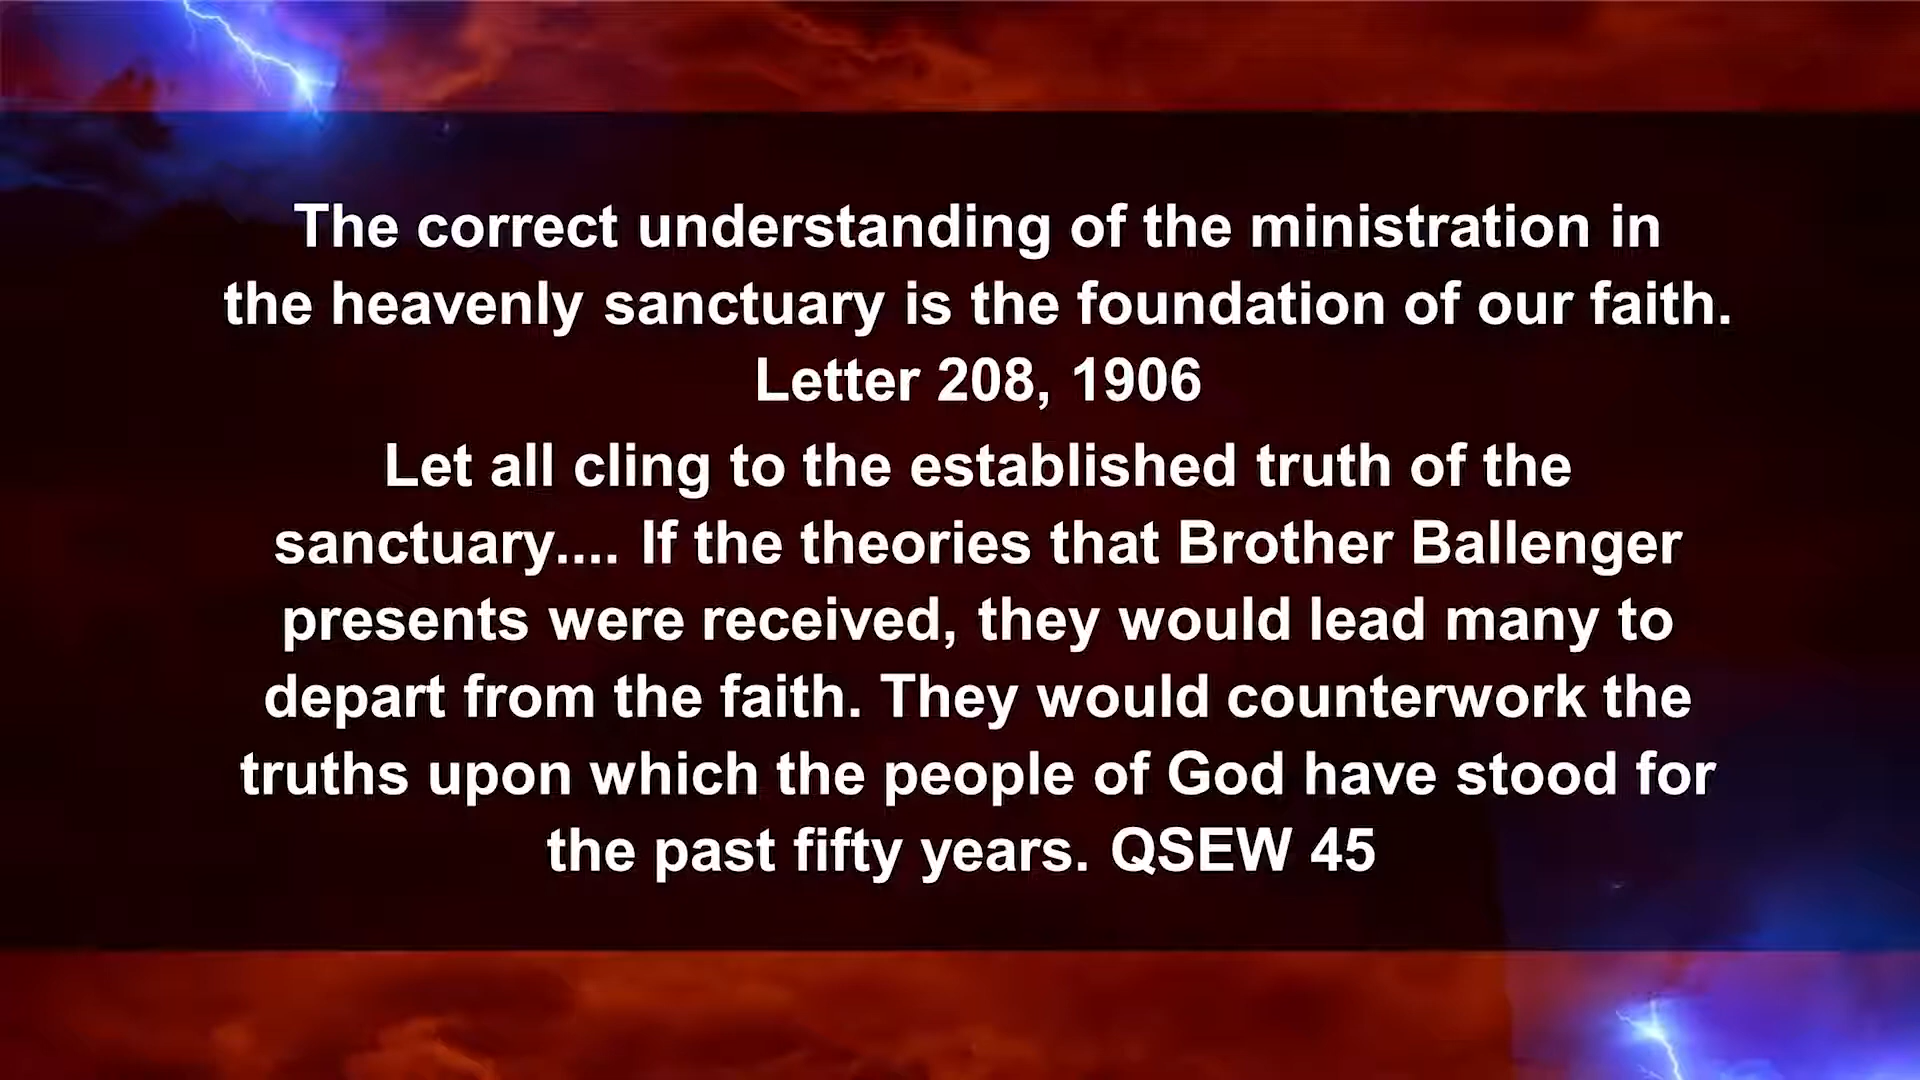 The correct understanding of the ministration in
the heavenly sanctuary is the foundation of our faith.
Letter 208, 1906
Let all cling to the established truth of the
sanctuary.... If the theories that Brother Ballenger
presents were received, they would lead many to
depart from the faith. They would counterwork the
truths upon which the people of God have stood for
the past fifty years. QSEW 45